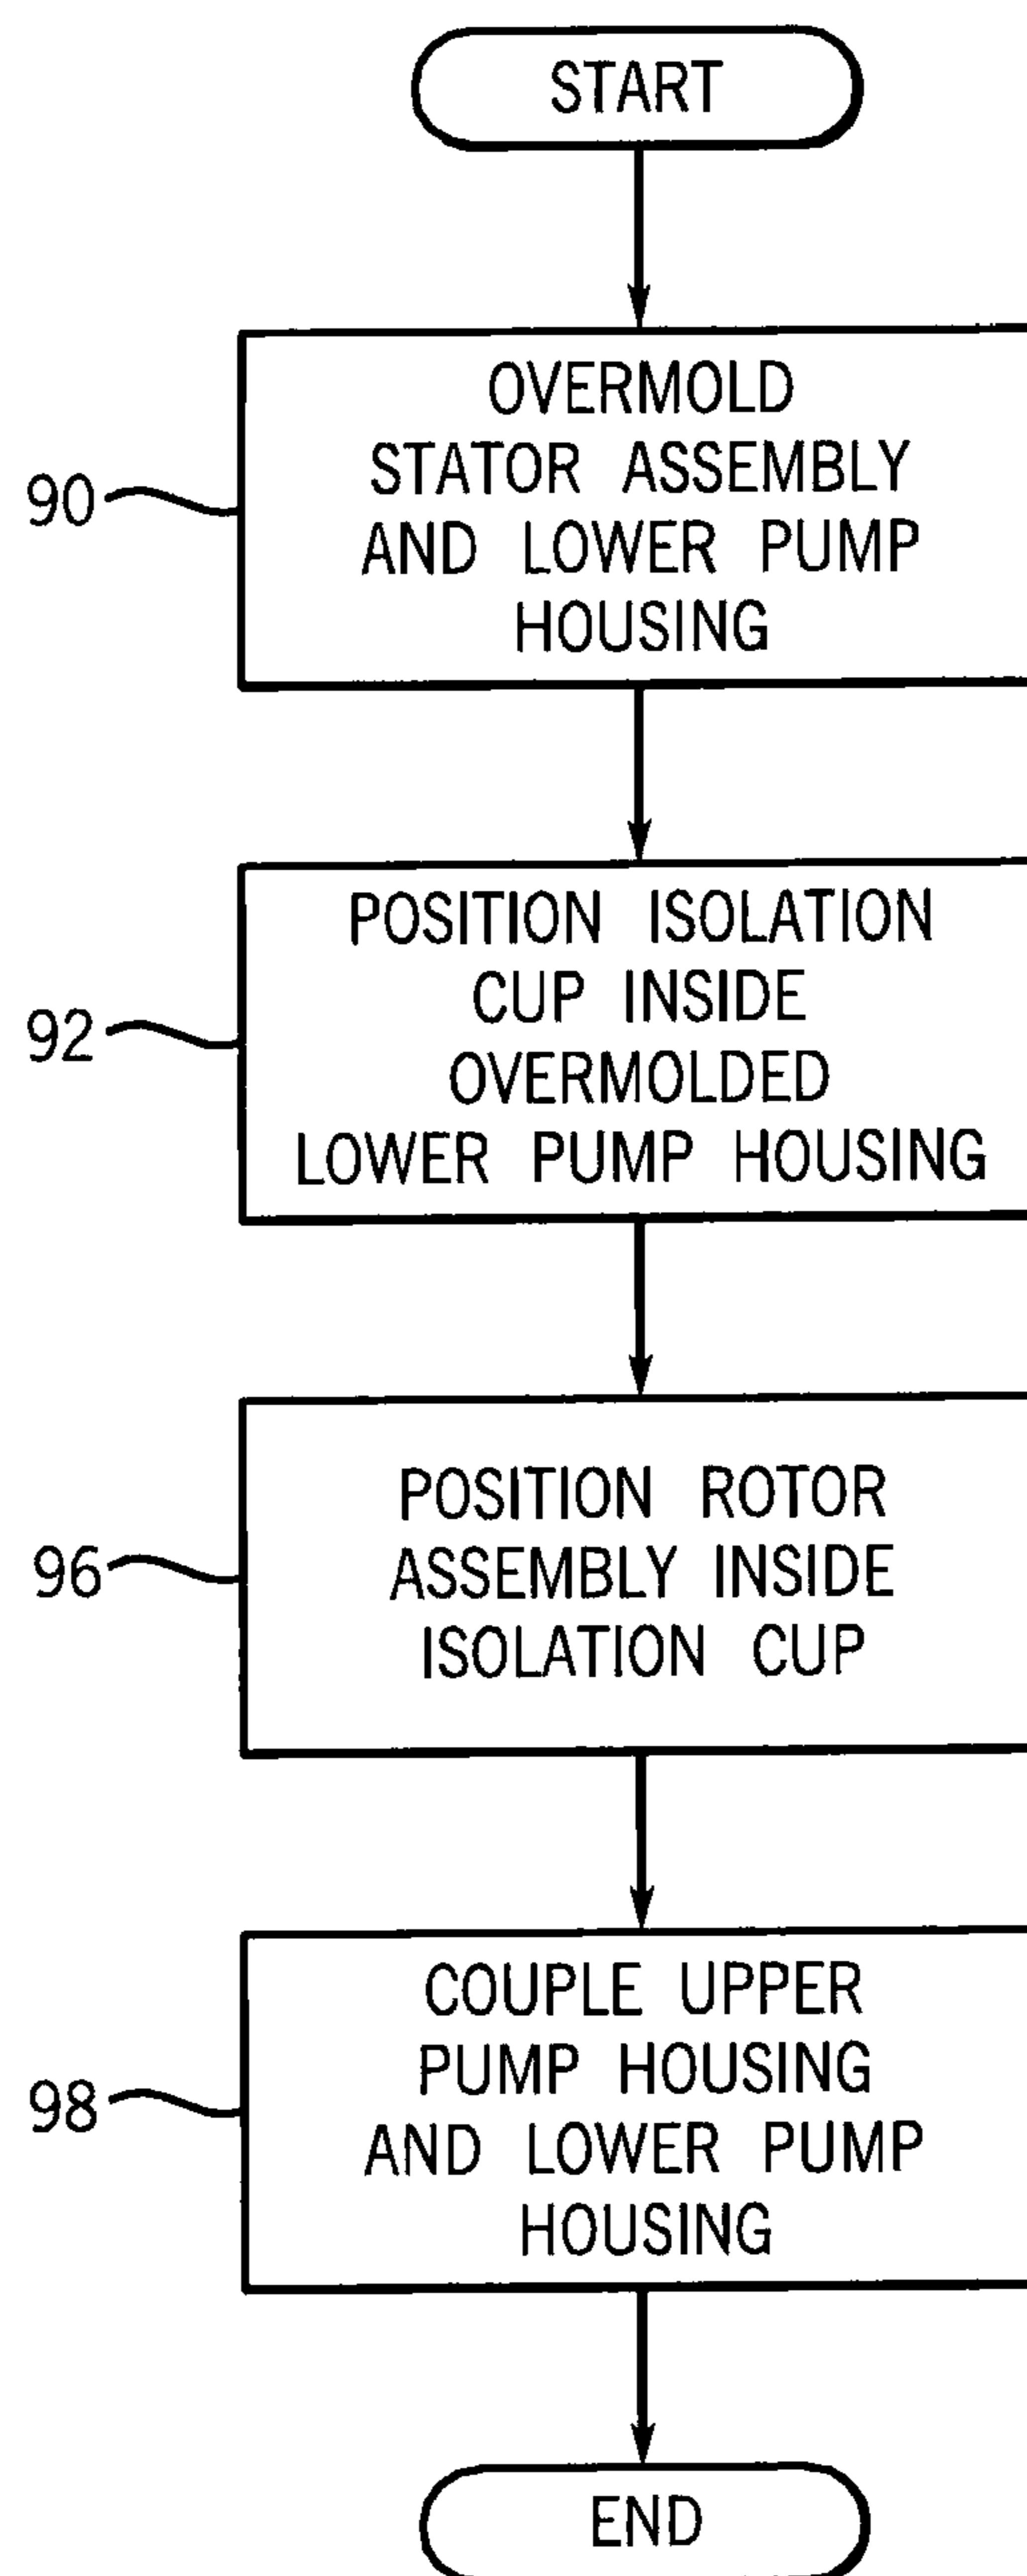 START
OVERMOLD
STATOR ASSEMBLY
AND LOWER PUMP
HOUSING
90
POSITION ISOLATION
CUP INSIDE
OVERMOLDED
LOWER PUMP HOUSING
92
POSITION ROTOR
ASSEMBLY INSIDE
ISOLATION CUP
96
COUPLE UPPER
PUMP HOUSING
AND LOWER PUMP
HOUSING
98
END